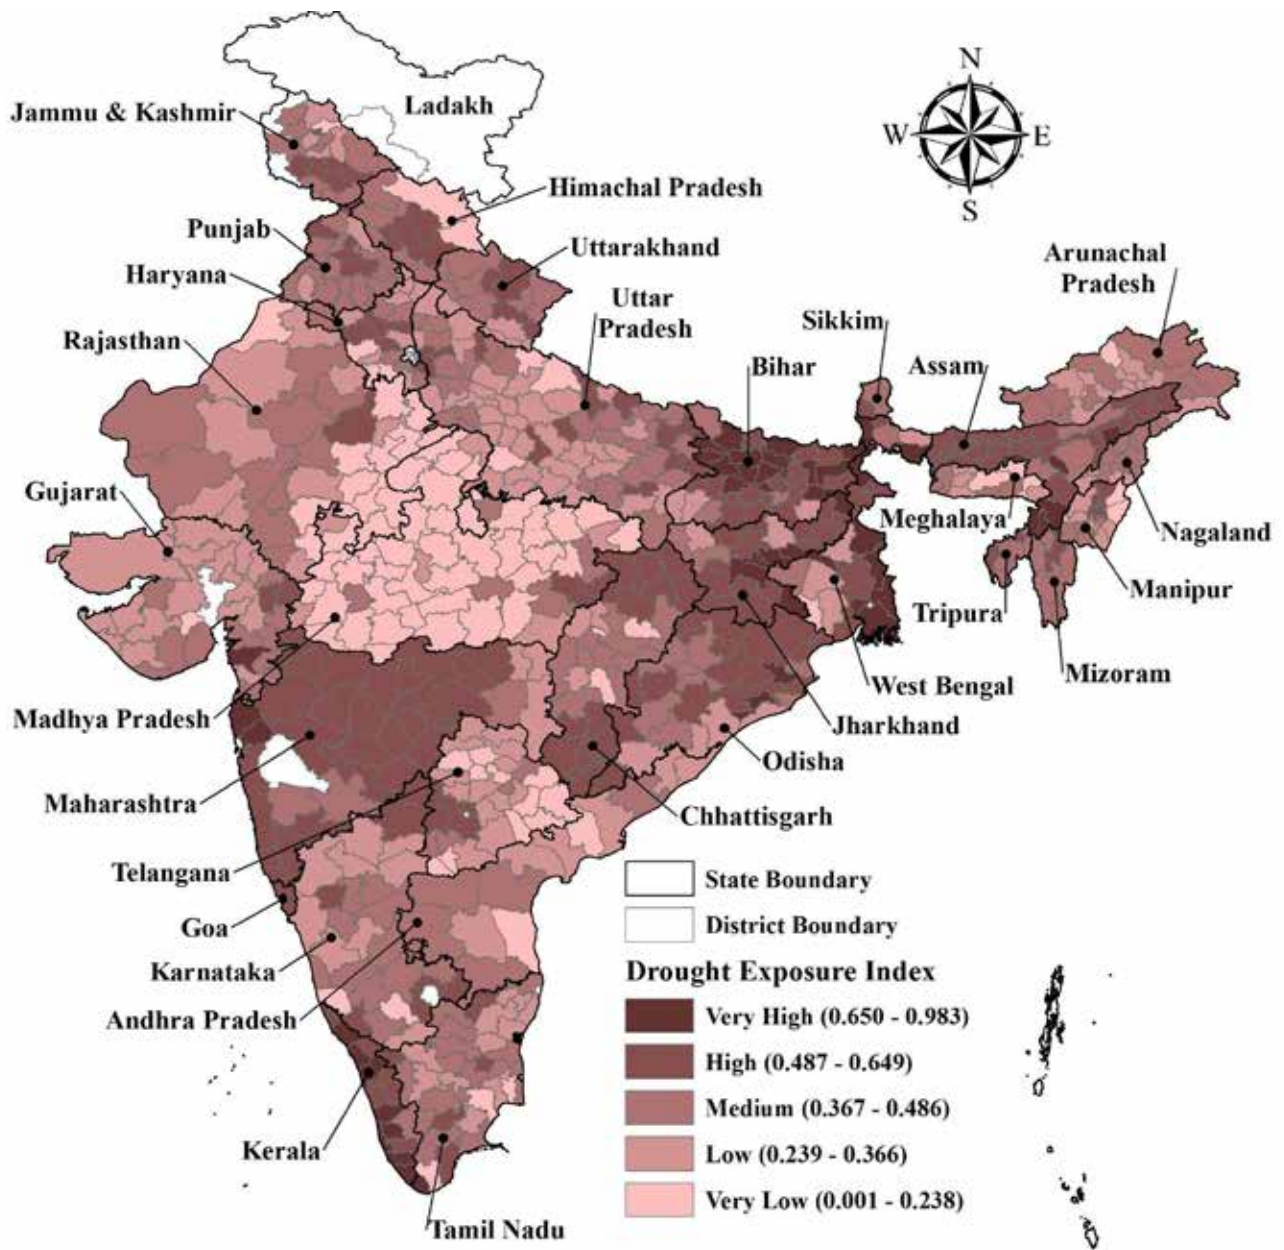 N
W
E
S
Ladakh
Jammu & Kashmir
Himachal Pradesh
Punjab
Uttarakhand
Haryana
Arunachal
Pradesh
Uttar
Pradesh
Sikkim
Rajasthan
Bihar
Assam
Gujarat
Meghalaya
Nagaland
Manipur
Tripura
Mizoram
West Bengal
Madhya Pradesh
Jharkhand
Odisha
Maharashtra
Chhattisgarh
Telangana
Goa
Karnataka
Andhra Pradesh
Kerala
Tamil Nadu
State Boundary
District Boundary
Drought Exposure Index
Very High (0.650 - 0.983)
High (0.487 - 0.649)
Medium (0.367 - 0.486)
Low (0.239 - 0.366)
Very Low (0.001 - 0.238)